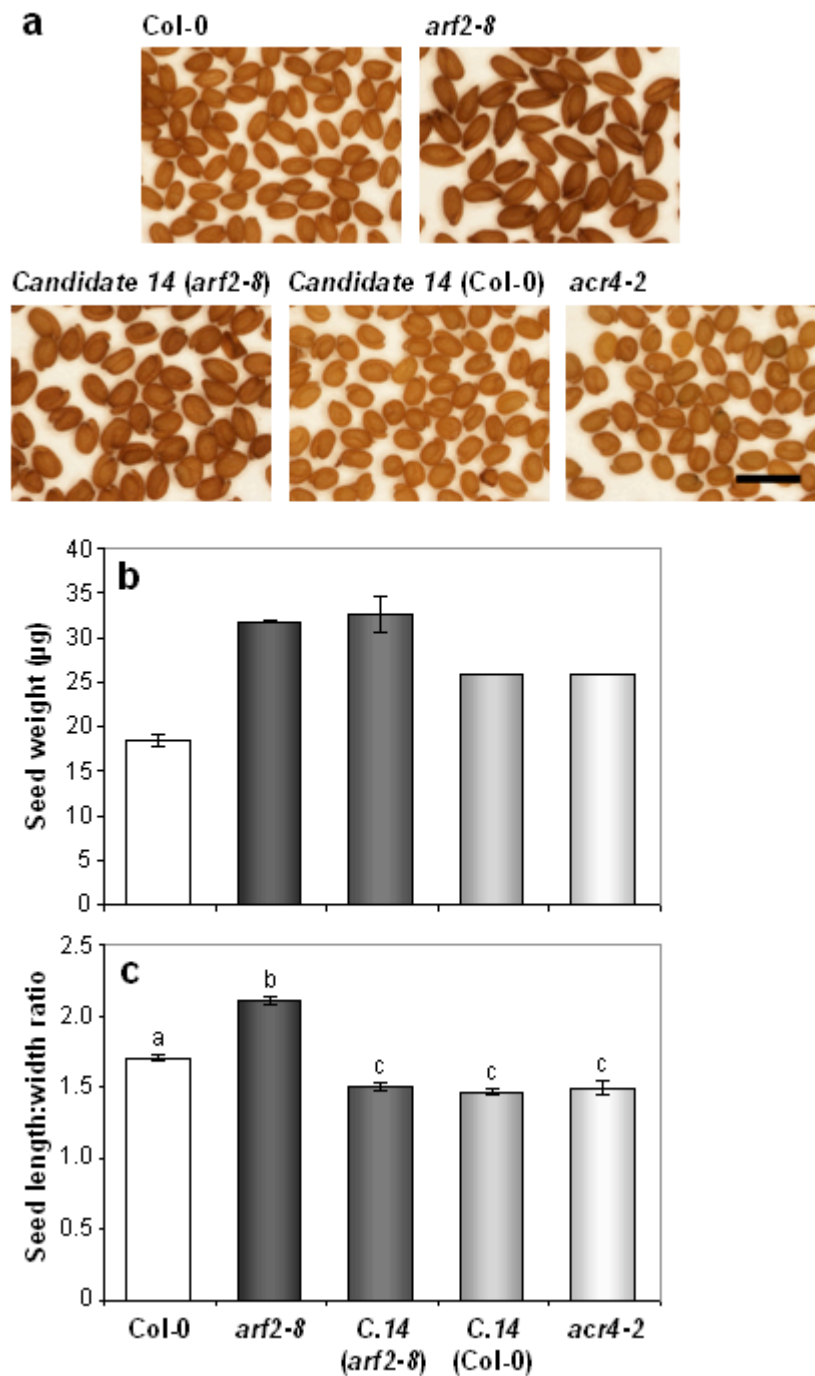 a
Col-0 arf2-8
Candidate 14 (arf2-8) Candidate 14 (Col-0) acr4-2
b
Seed weight (µg)
40
35
30
25
20
15
10
5
0
c
Seed length:width ratio
2.5
2.0
1.5
1.0
0.5
0
a
b
c
c
c
Col-0 arf2-8 C.14 C.14 acr4-2
(arf2-8) (Col-0)